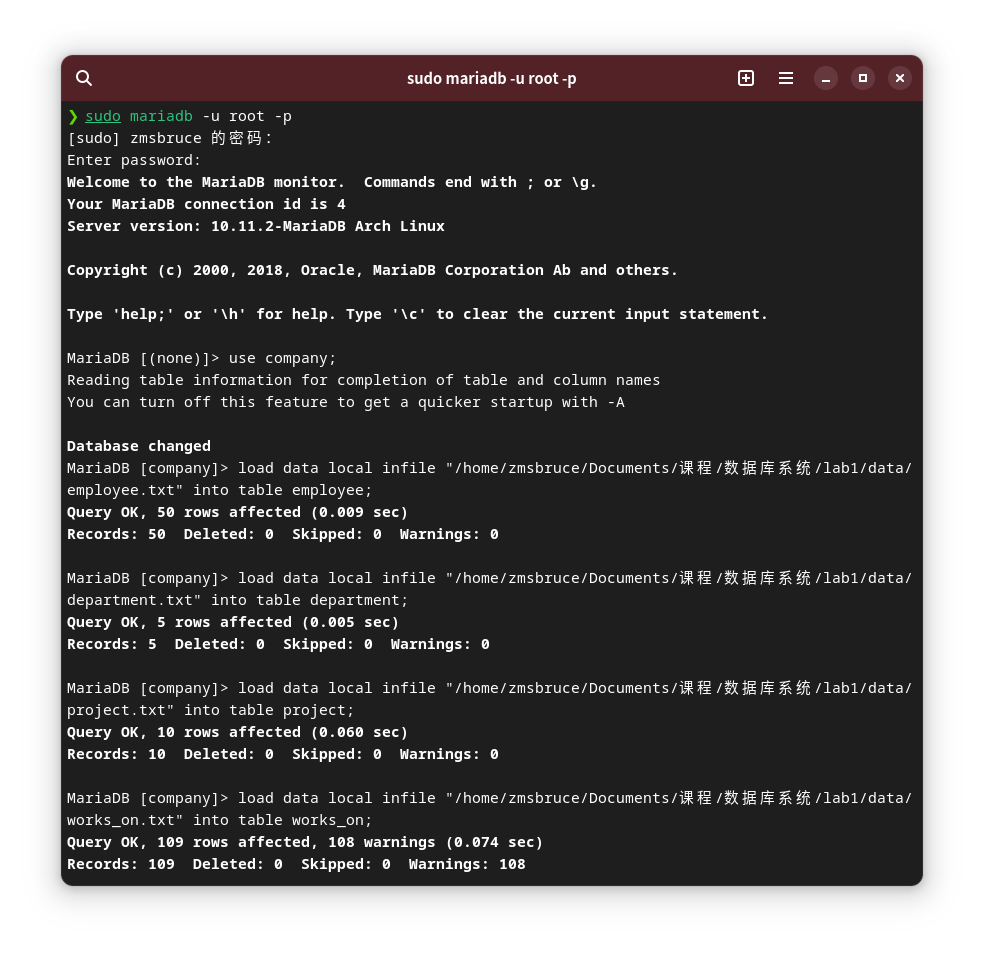 sudo mariadb -u root -p
❯ sudo mariadb -u root -p
[sudo] zmsbruce 的密码：
Enter password:
Welcome to the MariaDB monitor.  Commands end with ; or \g.
Your MariaDB connection id is 4
Server version: 10.11.2-MariaDB Arch Linux
Copyright (c) 2000, 2018, Oracle, MariaDB Corporation Ab and others.
Type 'help;' or '\h' for help. Type '\c' to clear the current input statement.
MariaDB [(none)]> use company;
Reading table information for completion of table and column names
You can turn off this feature to get a quicker startup with -A
Database changed
MariaDB [company]> load data local infile "/home/zmsbruce/Documents/课程/数据库系统/lab1/data/
employee.txt" into table employee;
Query OK, 50 rows affected (0.009 sec)
Records: 50  Deleted: 0  Skipped: 0  Warnings: 0
MariaDB [company]> load data local infile "/home/zmsbruce/Documents/课程/数据库系统/lab1/data/
department.txt" into table department;
Query OK, 5 rows affected (0.005 sec)
Records: 5  Deleted: 0  Skipped: 0  Warnings: 0
MariaDB [company]> load data local infile "/home/zmsbruce/Documents/课程/数据库系统/lab1/data/
project.txt" into table project;
Query OK, 10 rows affected (0.060 sec)
Records: 10  Deleted: 0  Skipped: 0  Warnings: 0
MariaDB [company]> load data local infile "/home/zmsbruce/Documents/课程/数据库系统/lab1/data/
works_on.txt" into table works_on;
Query OK, 109 rows affected, 108 warnings (0.074 sec)
Records: 109  Deleted: 0  Skipped: 0  Warnings: 108